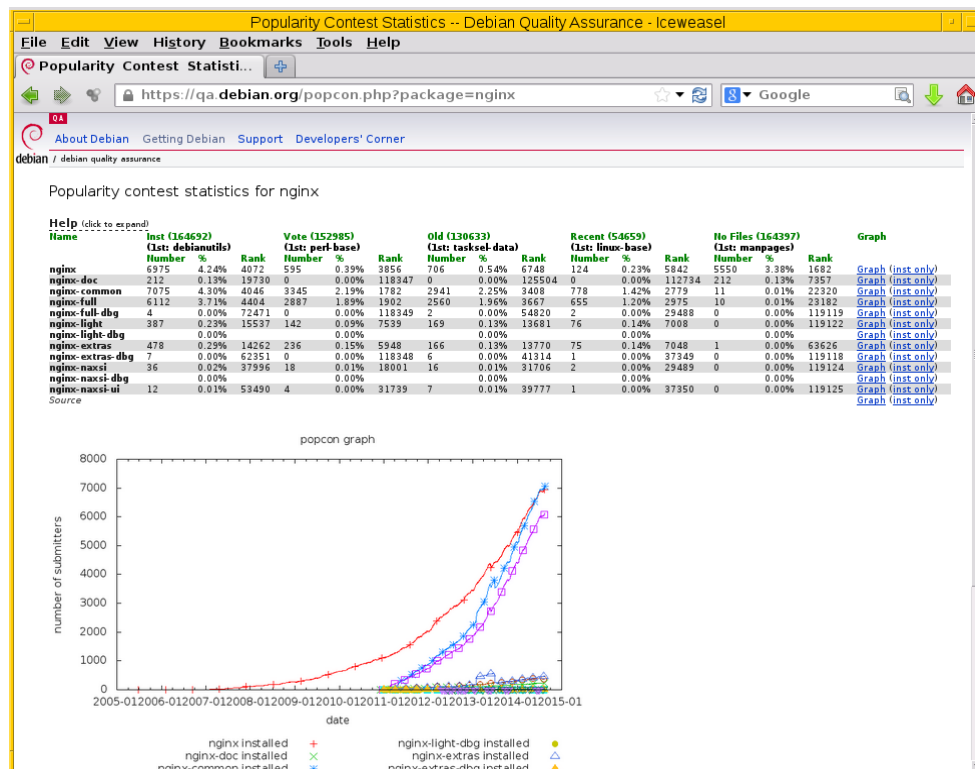 Popularity Contest Statistics -- Debian Quality Assurance - Iceweasel
File Edit View History Bookmarks Tools Help
Popularity Contest Statisti...
https://qa.debian.org/popcon.php?package=nginx
Google
QA
About Debian Getting Debian Support Developers' Corner
debian / debian quality assurance
Popularity contest statistics for nginx
Help (click to expand)
Name Inst (164692) Vote (152985) Old (130633) Recent (54659) No Files (164397) Graph
(1st: debianutils) (1st: perl-base) (1st: tasksel-data) (1st: linux-base) (1st: manpages)
Number % Rank Number % Rank Number % Rank Number % Rank Number % Rank
nginx 6975 4.24% 4072 595 0.39% 3856 706 0.54% 6748 124 0.23% 5842 5550 3.38% 1682 Graph (inst only)
nginx-doc 212 0.13% 19730 0 0.00% 118347 0 0.00% 125504 0 0.00% 112734 212 0.13% 7357 Graph (inst only)
nginx-common 7075 4.30% 4046 3345 2.19% 1782 2941 2.25% 3408 778 1.42% 2779 11 0.01% 22320 Graph (inst only)
nginx-full 6112 3.71% 4404 2887 1.89% 1902 2560 1.96% 3667 655 1.20% 2975 10 0.01% 23182 Graph (inst only)
nginx-full-dbg 4 0.00% 72471 0 0.00% 118349 2 0.00% 54820 2 0.00% 29488 0 0.00% 119119 Graph (inst only)
nginx-light 387 0.23% 15537 142 0.09% 7539 169 0.13% 13681 76 0.14% 7008 0 0.00% 119122 Graph (inst only)
nginx-light-dbg 0.00% 0.00% 0.00% 0.00% 0.00% Graph (inst only)
nginx-extras 478 0.29% 14262 236 0.15% 5948 166 0.13% 13770 75 0.14% 7048 1 0.00% 63626 Graph (inst only)
nginx-extras-dbg 7 0.00% 62351 0 0.00% 118348 6 0.00% 41314 1 0.00% 37349 0 0.00% 119118 Graph (inst only)
nginx-naxsi 36 0.02% 37996 18 0.01% 18001 16 0.01% 31706 2 0.00% 29489 0 0.00% 119124 Graph (inst only)
nginx-naxsi-dbg 0.00% 0.00% 0.00% 0.00% 0.00% Graph (inst only)
nginx-naxsi-ui 12 0.01% 53490 4 0.00% 31739 7 0.01% 39777 1 0.00% 37350 0 0.00% 119125 Graph (inst only)
Source Graph (inst only)
popcon graph
8000
7000
6000
5000
4000
3000
2000
1000
0
number of submitters
2005-012006-012007-012008-012009-012010-012011-012012-012013-012014-012015-01
date
nginx installed nginx-light-dbg installed
nginx-doc installed nginx-extras installed
nginx-common installed nginx-extras-dbg installed